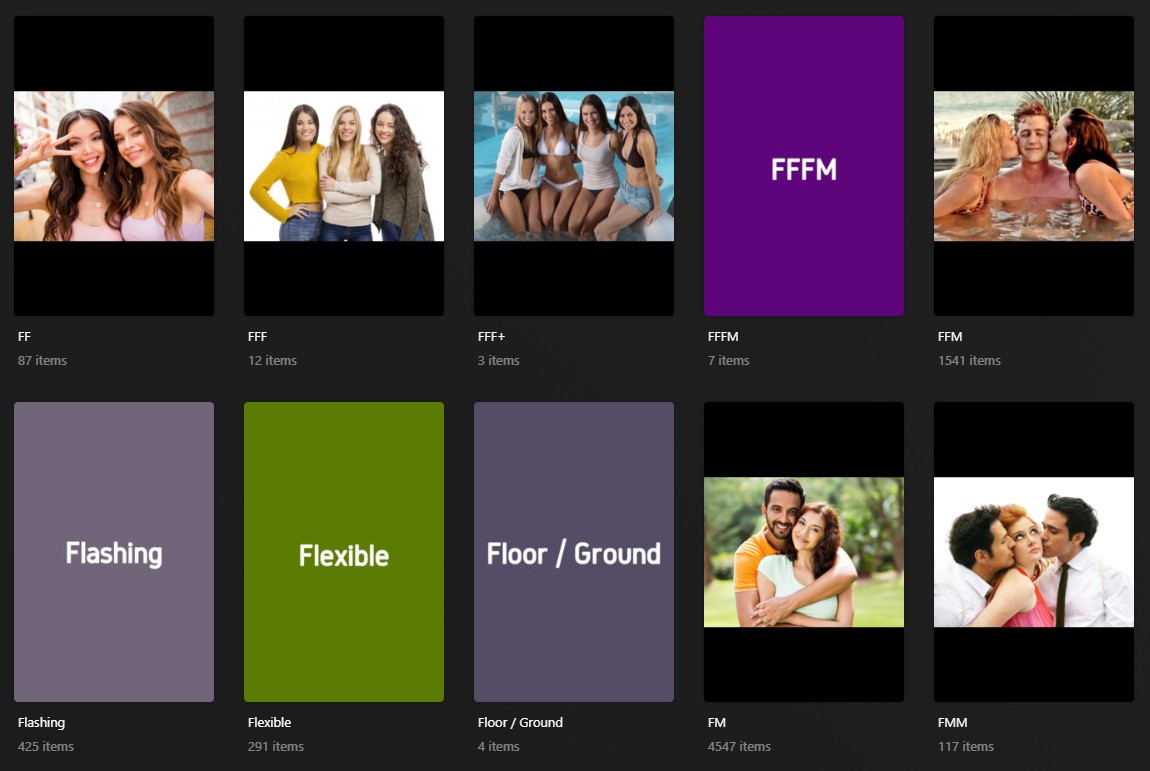 FFFM
FF
87 items
FFF
12 items
FFF+
3 items
FFFM
7 items
FFM
1541 items
Flashing
Flexible
Floor / Ground
Flashing
425 items
Flexible
291 items
Floor / Ground
4 items
FM
4547 items
FMM
117 items